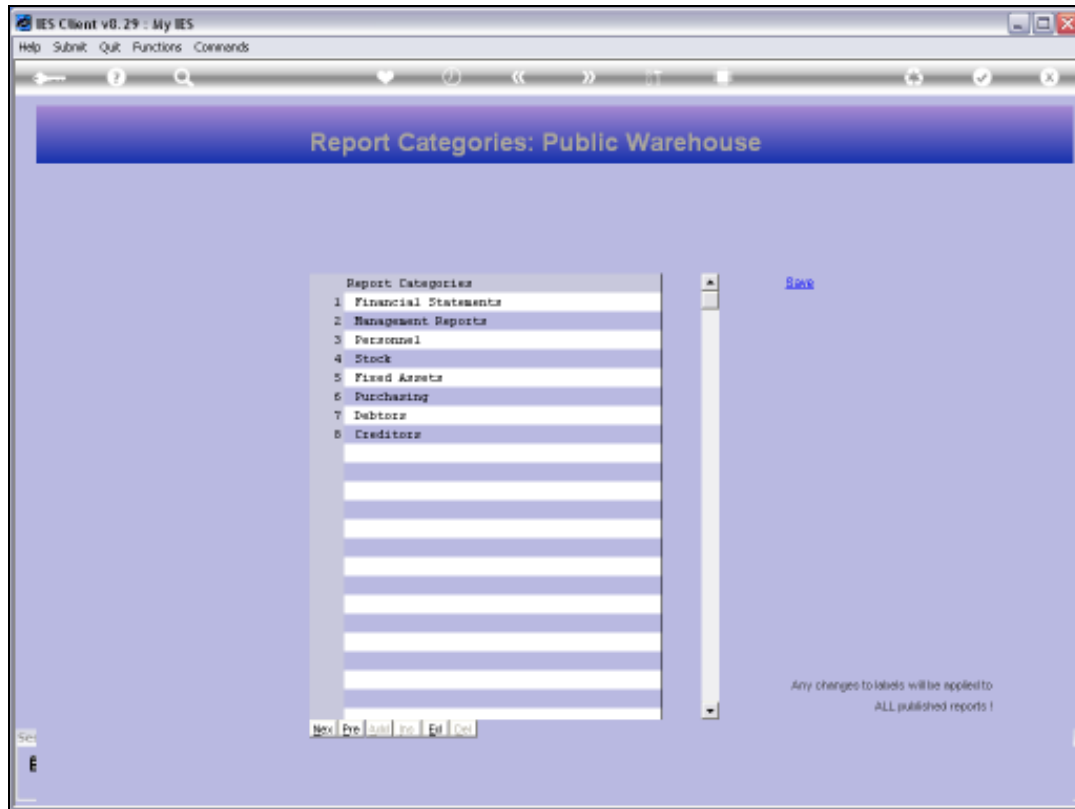 IES Client v8.29 : My IES
Help Submit Quit Functions Commands
Report Categories: Public Warehouse
Report Categories
Save
1 Financial Statements
2 Management Reports
3 Personnel
4 Stock
5 Fixed Assets
6 Purchasing
7 Debtors
8 Creditors
Any changes to labels will be applied to
ALL published reports !
Nex Pre Add Ins Del